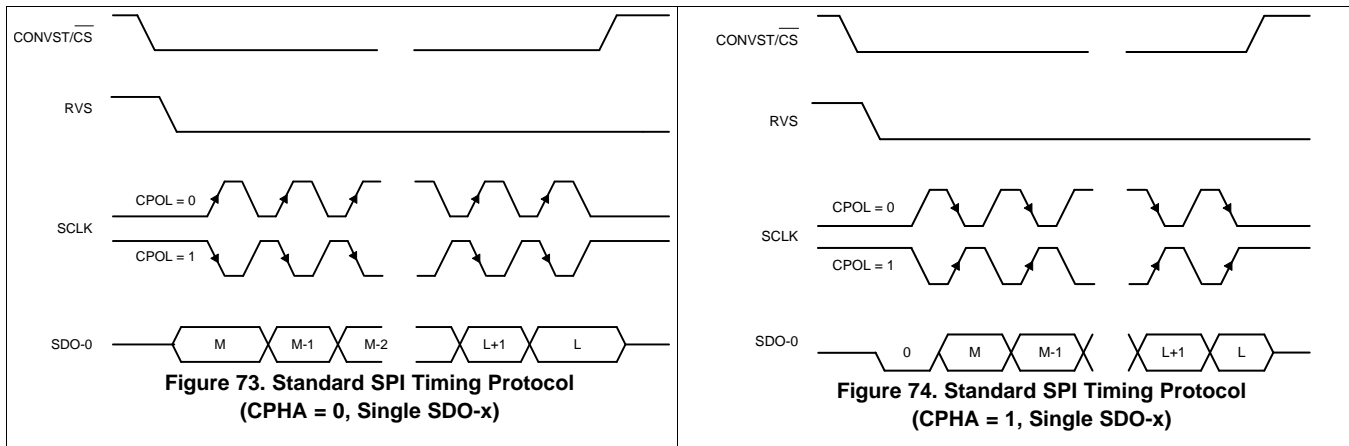 CONVST/CS
RVS
CPOL = 0
SCLK
CPOL = 1
SDO-0
M
M-1
M-2
L+1
L
Figure 73. Standard SPI Timing Protocol
(CPHA = 0, Single SDO-x)
CONVST/CS
RVS
CPOL = 0
SCLK
CPOL = 1
SDO-0
0
M
M-1
L+1
L
Figure 74. Standard SPI Timing Protocol
(CPHA = 1, Single SDO-x)